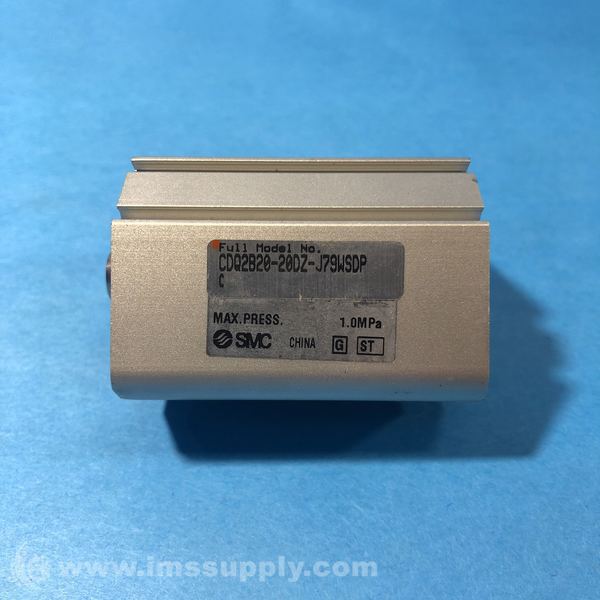 Full Model No.
CDQ2B20-20DZ-J79WSDP
C
MAX.PRESS. 1.0MPa
SMC CHINA G ST
www.imssupply.com